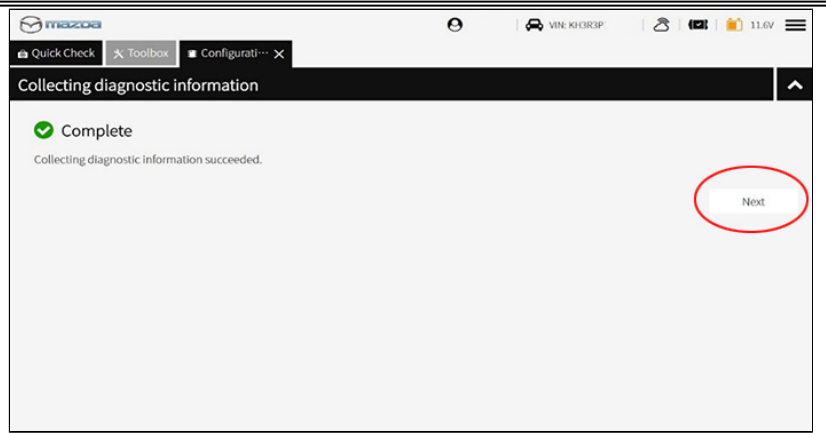 mazda
VIN: KH3R3P
11.6V
Quick Check
Toolbox
Configurati···
Collecting diagnostic information
Complete
Collecting diagnostic information succeeded.
Next